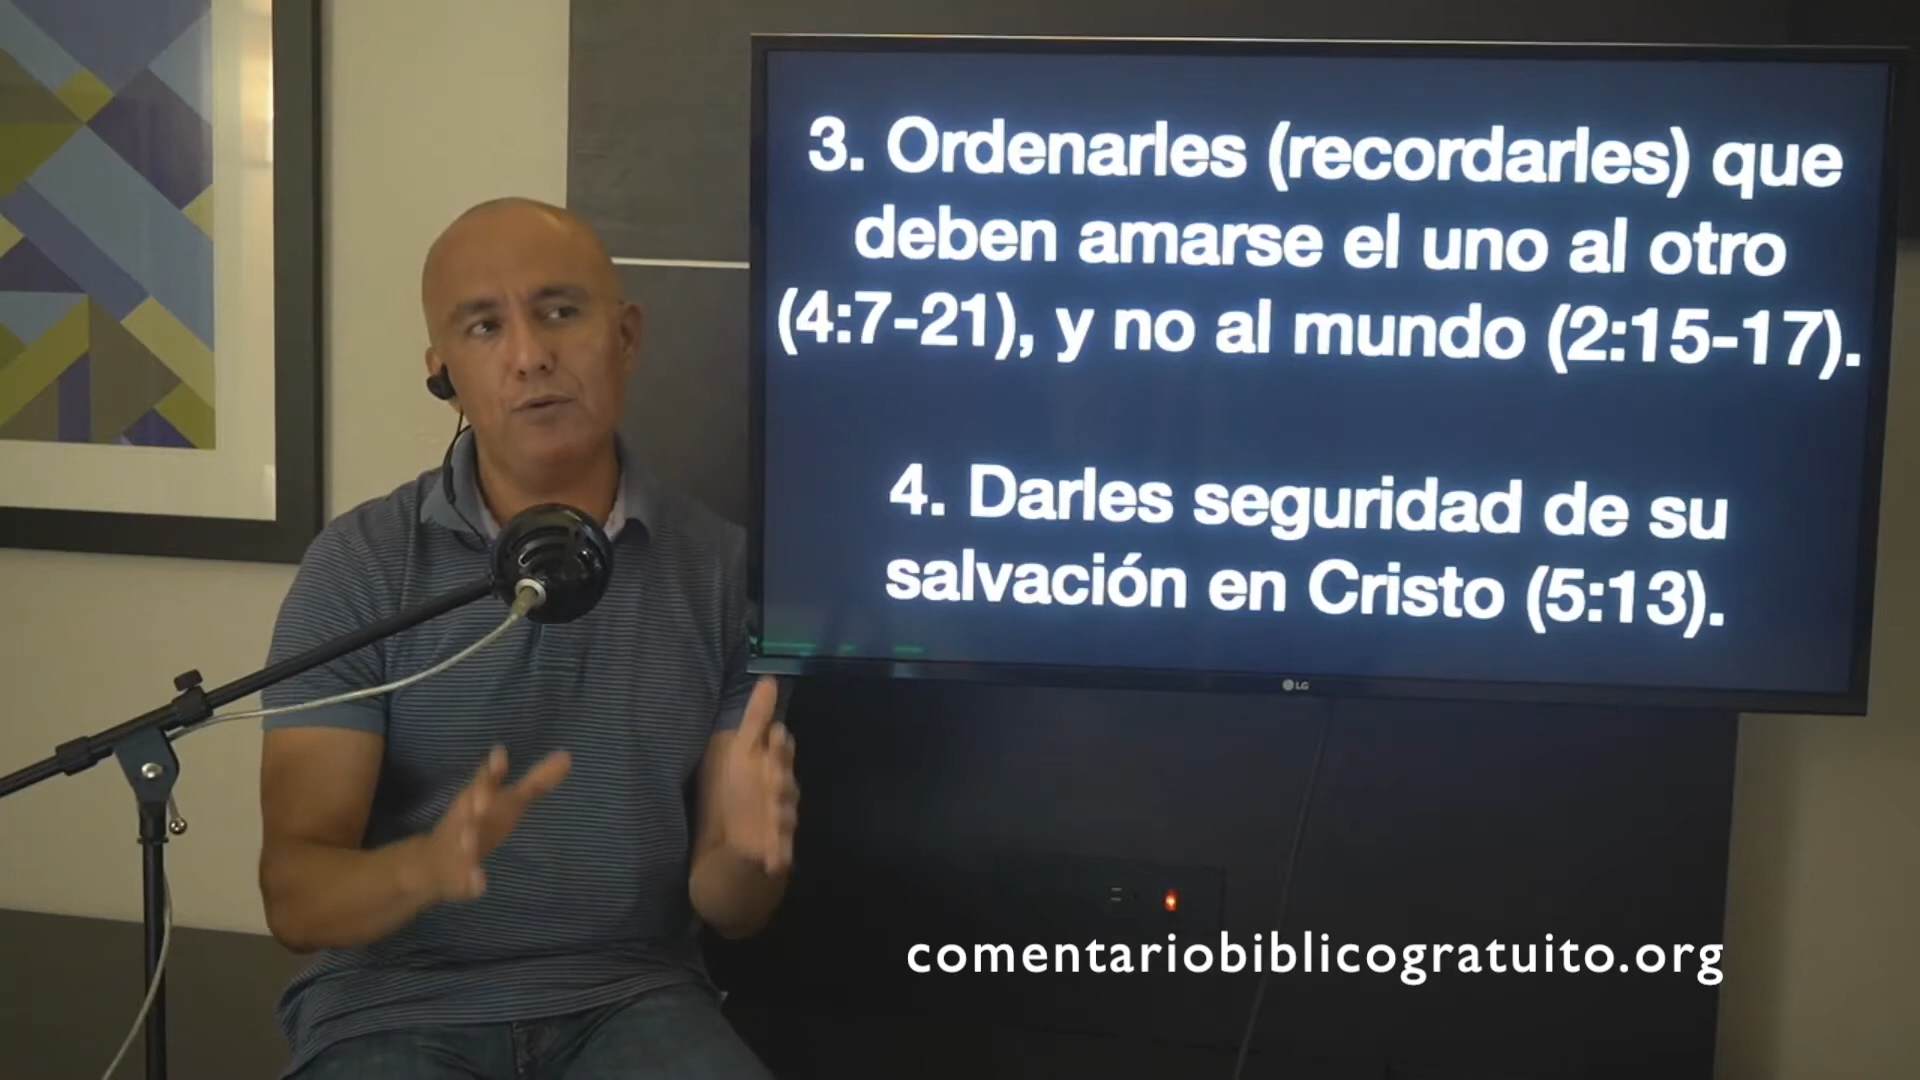 3. Ordenarles (recordarles) que
deben amarse el uno al otro
(4:7-21), y no al mundo (2:15-17).
4. Darles seguridad de su
salvación en Cristo (5:13).
LG
comentariobiblicogratuito.org